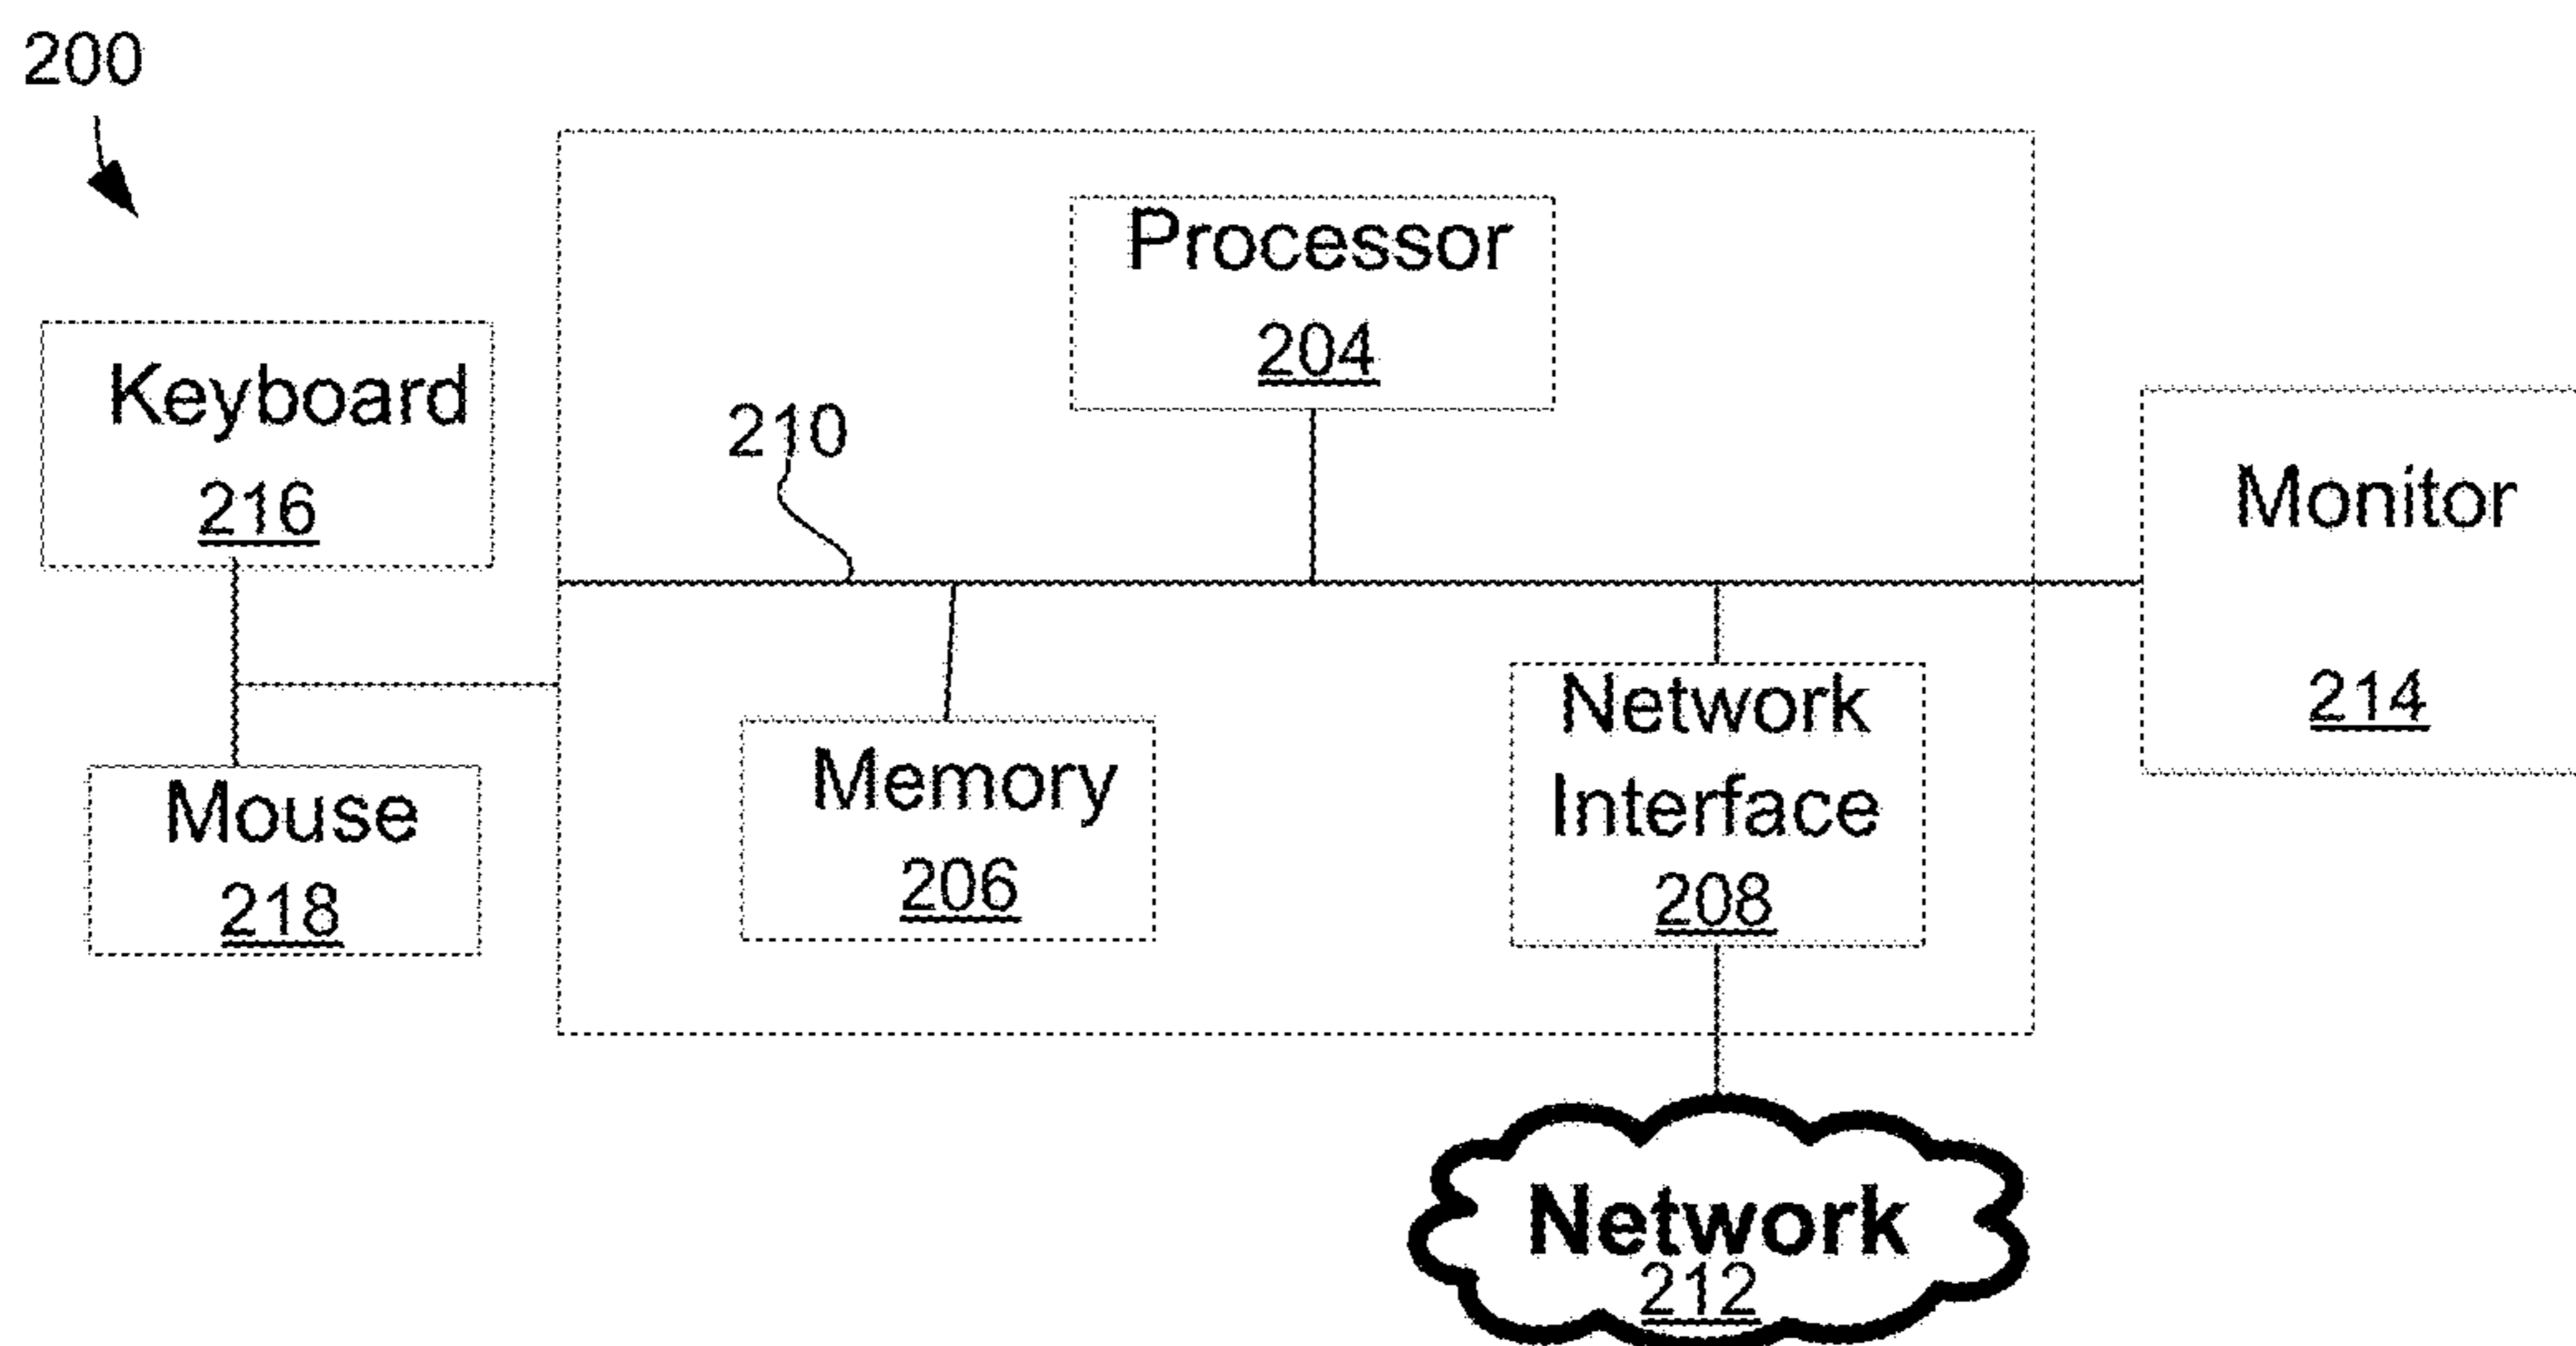 200
Processor
204
Keyboard
216
210
Monitor
214
Memory
206
Network
Interface
208
Mouse
218
Network
212